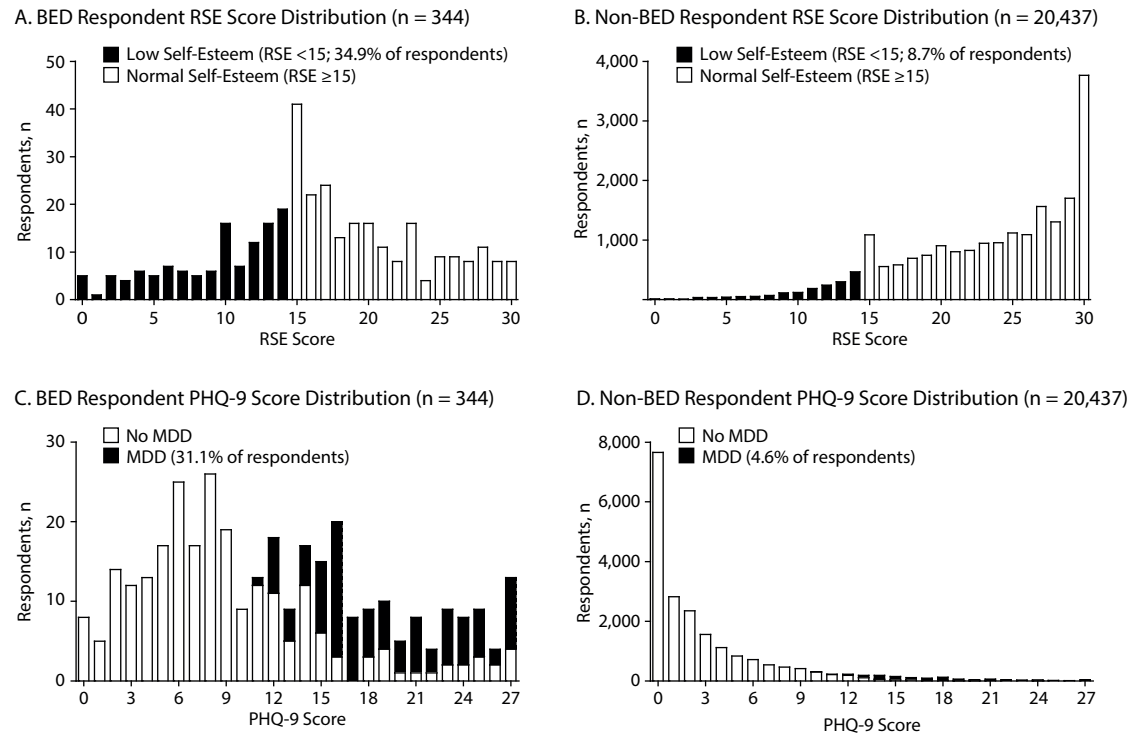 A. BED Respondent RSE Score Distribution (n = 344)
Low Self-Esteem (RSE <15; 34.9% of respondents)
Normal Self-Esteem (RSE ≥15)
Respondents, n
50
40
30
20
10
0
0 5 10 15 20 25 30
RSE Score
B. Non-BED Respondent RSE Score Distribution (n = 20,437)
Low Self-Esteem (RSE <15; 8.7% of respondents)
Normal Self-Esteem (RSE ≥15)
Respondents, n
4,000
3,000
2,000
1,000
0 5 10 15 20 25 30
RSE Score
C. BED Respondent PHQ-9 Score Distribution (n = 344)
No MDD
MDD (31.1% of respondents)
Respondents, n
30
20
10
0
0 3 6 9 12 15 18 21 24 27
PHQ-9 Score
D. Non-BED Respondent PHQ-9 Score Distribution (n = 20,437)
No MDD
MDD (4.6% of respondents)
Respondents, n
8,000
6,000
4,000
2,000
0
0 3 6 9 12 15 18 21 24 27
PHQ-9 Score